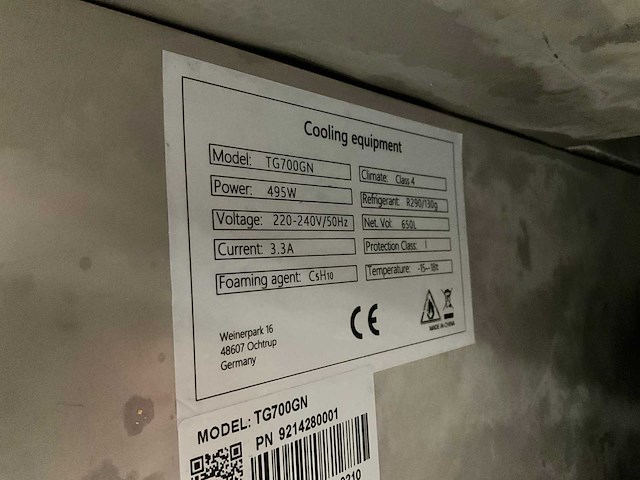 Cooling equipment
Model: TG700GN
Climate: Class 4
Power: 495W
Refrigerant: R290/130g
Voltage: 220-240V/50Hz
Net. Vol: 650L
Current: 3.3A
Protection Class: I
Foaming agent: C5H10
Temperature:
CE
MADE IN CHINA
Weinerpark 16
48607 Ochtrup
Germany
MODEL: TG700GN
PN 9214280001